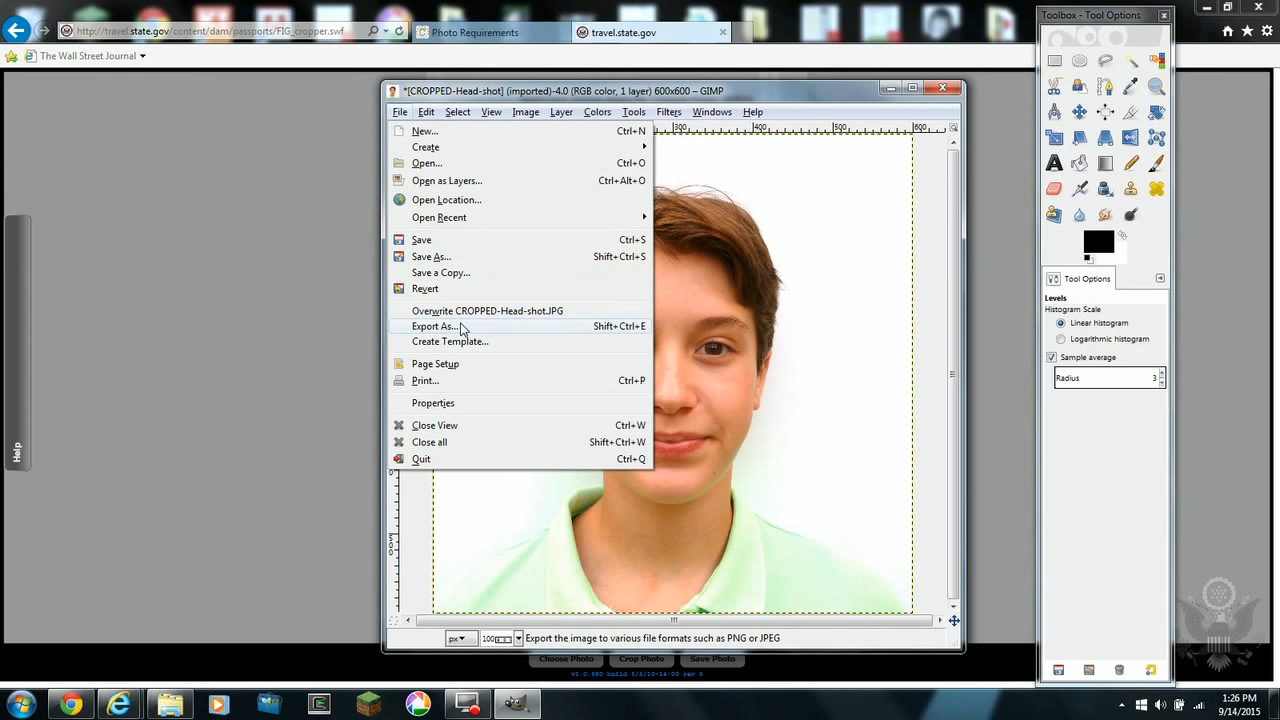 http://travel.state.gov/content/dam/passports/FIG_cropper.swf
Photo Requirements
travel.state.gov
Toolbox - Tool Options
The Wall Street Journal
*[CROPPED-Head-shot] (imported)-4.0 (RGB color, 1 layer) 600x600 – GIMP
File Edit Select View Image Layer Colors Tools Filters Windows Help
300 400 500 600
New... Ctrl+N
Create
Open... Ctrl+O
Open as Layers... Ctrl+Alt+O
Open Location...
Open Recent
Save Ctrl+S
Save As... Shift+Ctrl+S
Save a Copy...
Revert
Overwrite CROPPED-Head-shot.JPG
Export As... Shift+Ctrl+E
Create Template...
Page Setup
Print... Ctrl+P
Properties
Close View Ctrl+W
Close all Shift+Ctrl+W
Quit Ctrl+Q
500
px 100 Export the image to various file formats such as PNG or JPEG
Help
Tool Options
Levels
Histogram Scale
Linear histogram
Logarithmic histogram
Sample average
Radius 3
Choose Photo Crop Photo Save Photo
1:26 PM
9/14/2015